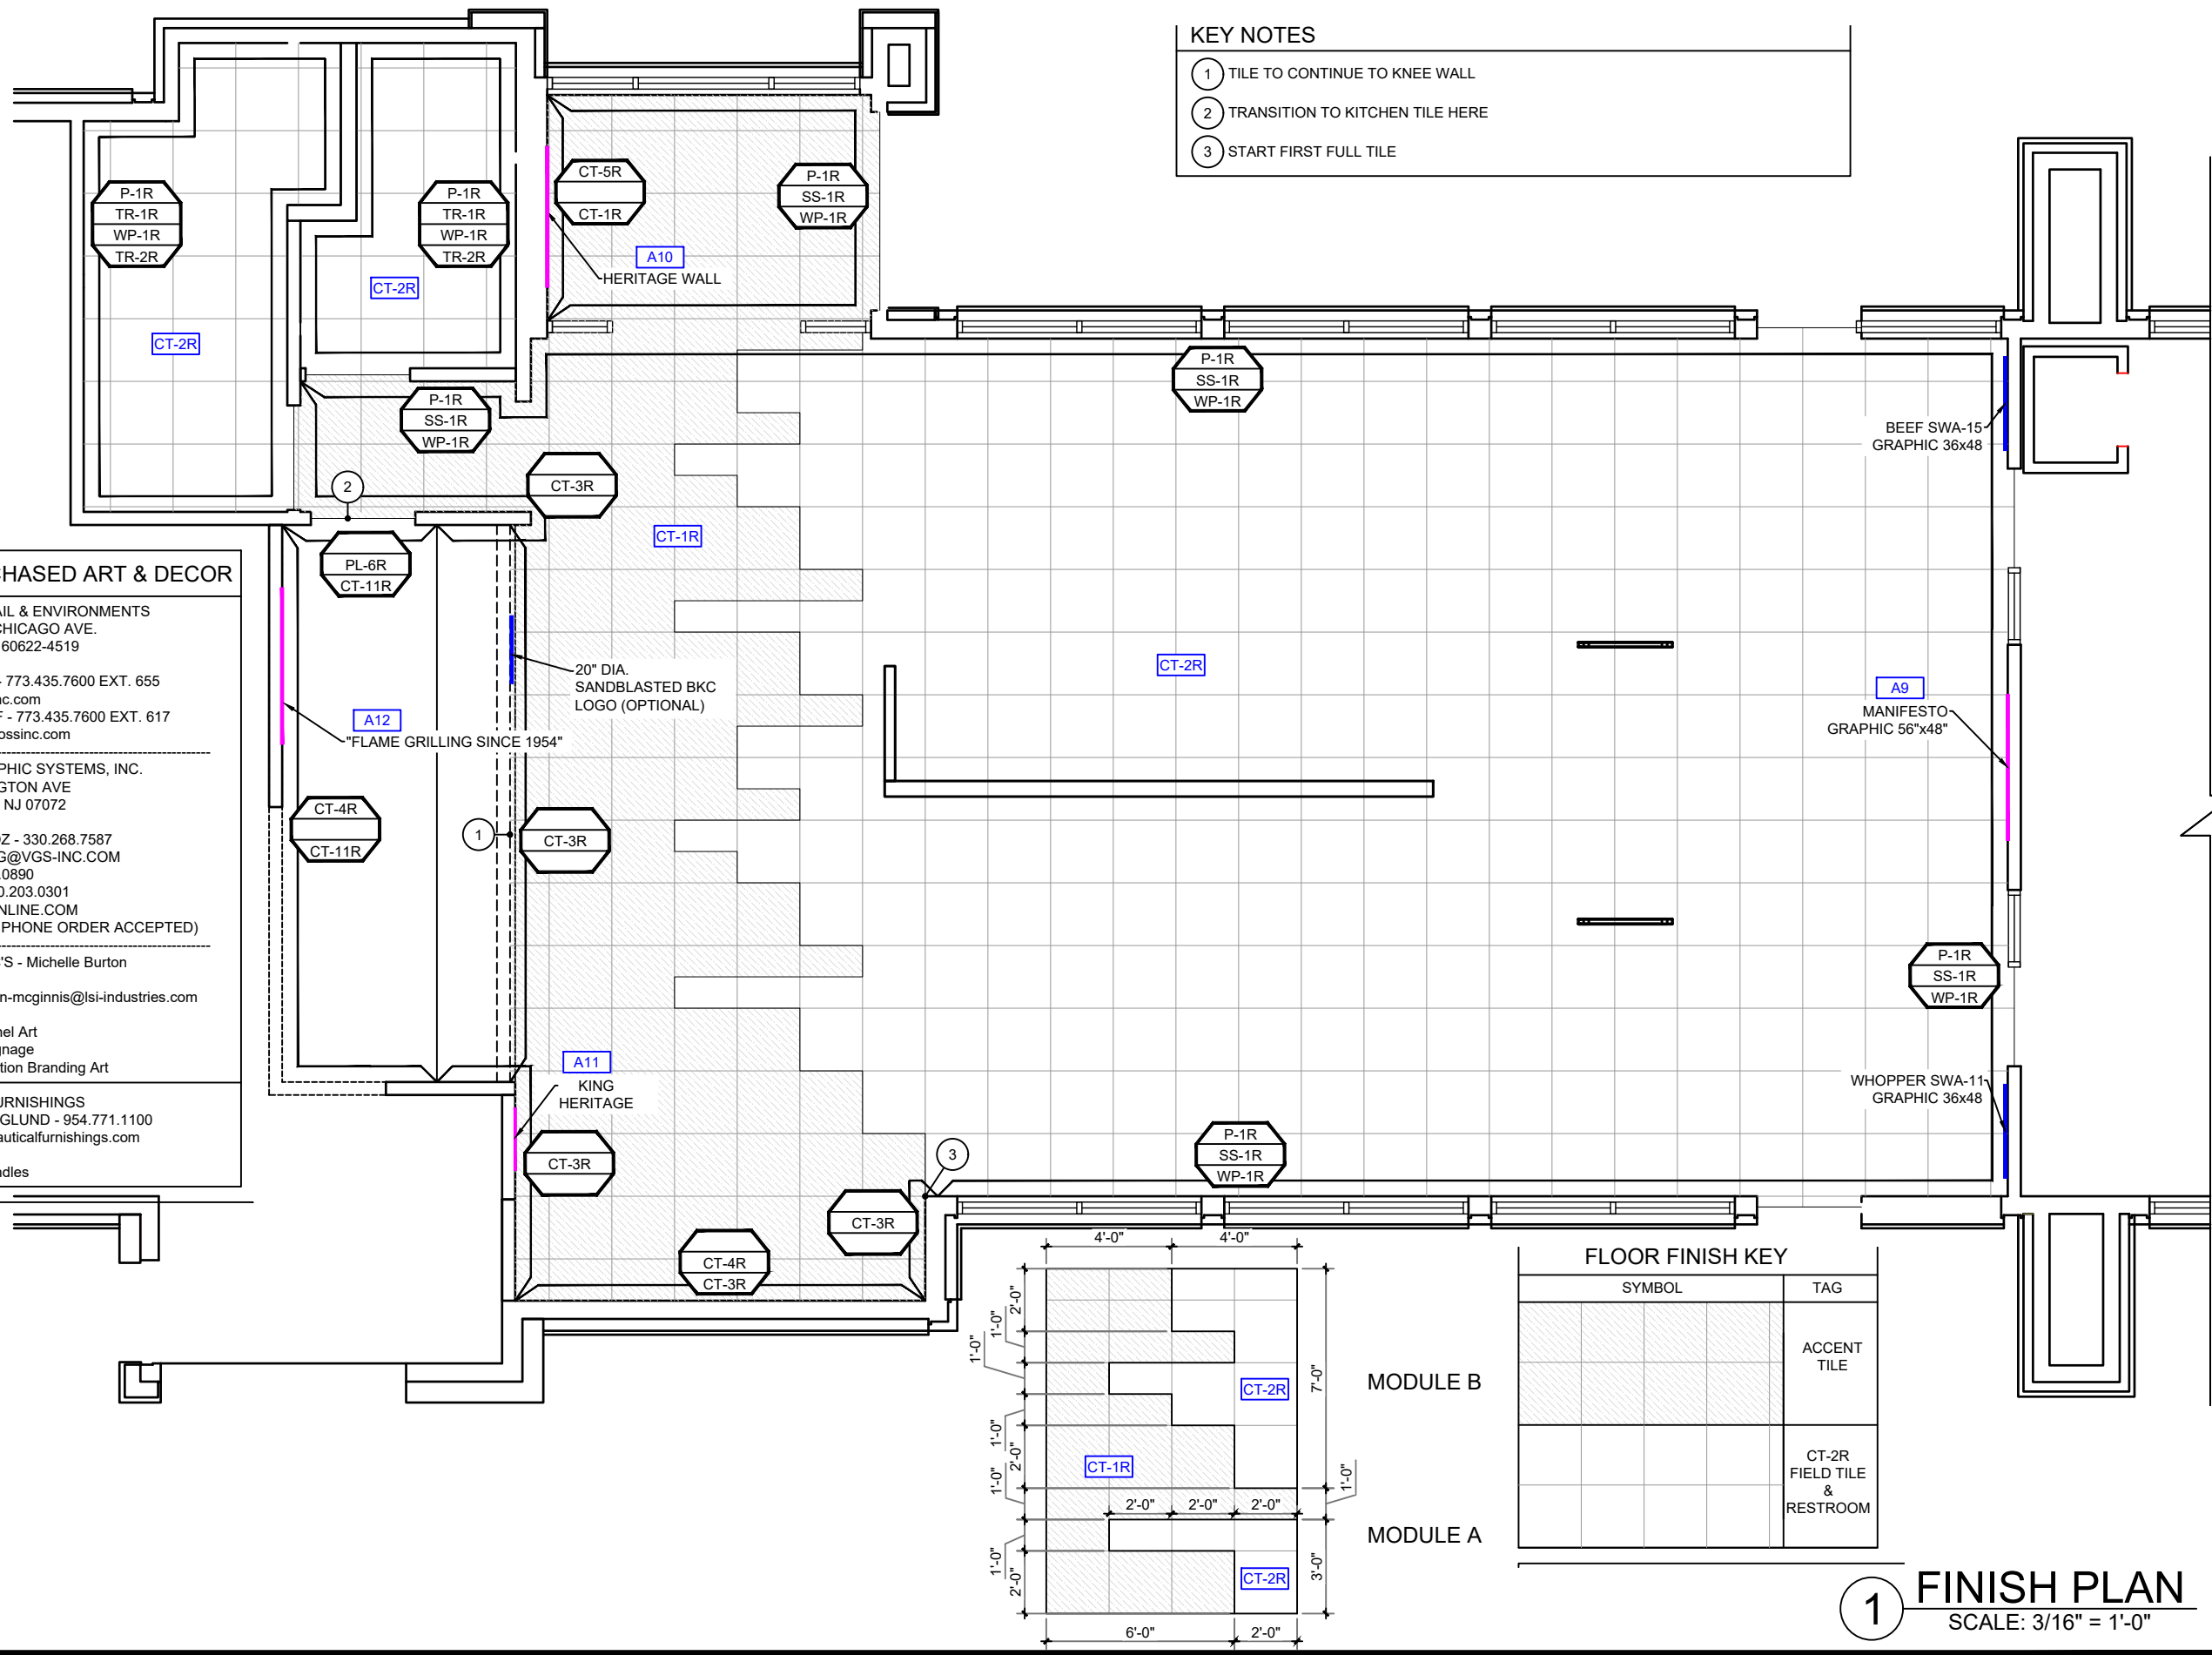 KEY NOTES
1 TILE TO CONTINUE TO KNEE WALL
2 TRANSITION TO KITCHEN TILE HERE
3 START FIRST FULL TILE
P-1R
TR-1R
WP-1R
TR-2R
P-1R
TR-1R
WP-1R
TR-2R
CT-5R
CT-1R
P-1R
SS-1R
WP-1R
A10
HERITAGE WALL
CT-2R
CT-2R
P-1R
SS-1R
WP-1R
P-1R
SS-1R
WP-1R
BEEF SWA-15
GRAPHIC 36x48
2
CT-3R
CT-1R
PL-6R
CT-11R
CHASED ART & DECOR
AIL & ENVIRONMENTS
CHICAGO AVE.
60622-4519
- 773.435.7600 EXT. 655
nc.com
F - 773.435.7600 EXT. 617
ossinc.com
PHIC SYSTEMS, INC.
GTON AVE
NJ 07072
OZ - 330.268.7587
G@VGS-INC.COM
.0890
0.203.0301
NLINE.COM
PHONE ORDER ACCEPTED)
C'S - Michelle Burton
n-mcginnis@lsi-industries.com
nel Art
gnage
tion Branding Art
URNISHINGS
GLUND - 954.771.1100
auticalfurnishings.com
ndles
20" DIA.
SANDBLASTED BKC
LOGO (OPTIONAL)
A12
"FLAME GRILLING SINCE 1954"
CT-2R
A9
MANIFESTO
GRAPHIC 56"x48"
CT-4R
CT-11R
1
CT-3R
P-1R
SS-1R
WP-1R
A11
KING
HERITAGE
WHOPPER SWA-11
GRAPHIC 36x48
CT-3R
3
P-1R
SS-1R
WP-1R
CT-3R
CT-4R
CT-3R
4'-0" 4'-0"
2'-0"
1'-0"
1'-0"
1'-0"
2'-0"
1'-0"
1'-0"
2'-0"
7'-0"
1'-0"
3'-0"
CT-2R
CT-1R
2'-0" 2'-0" 2'-0"
CT-2R
6'-0" 2'-0"
MODULE B
MODULE A
FLOOR FINISH KEY
SYMBOL TAG
ACCENT
TILE
CT-2R
FIELD TILE
&
RESTROOM
1 FINISH PLAN
SCALE: 3/16" = 1'-0"